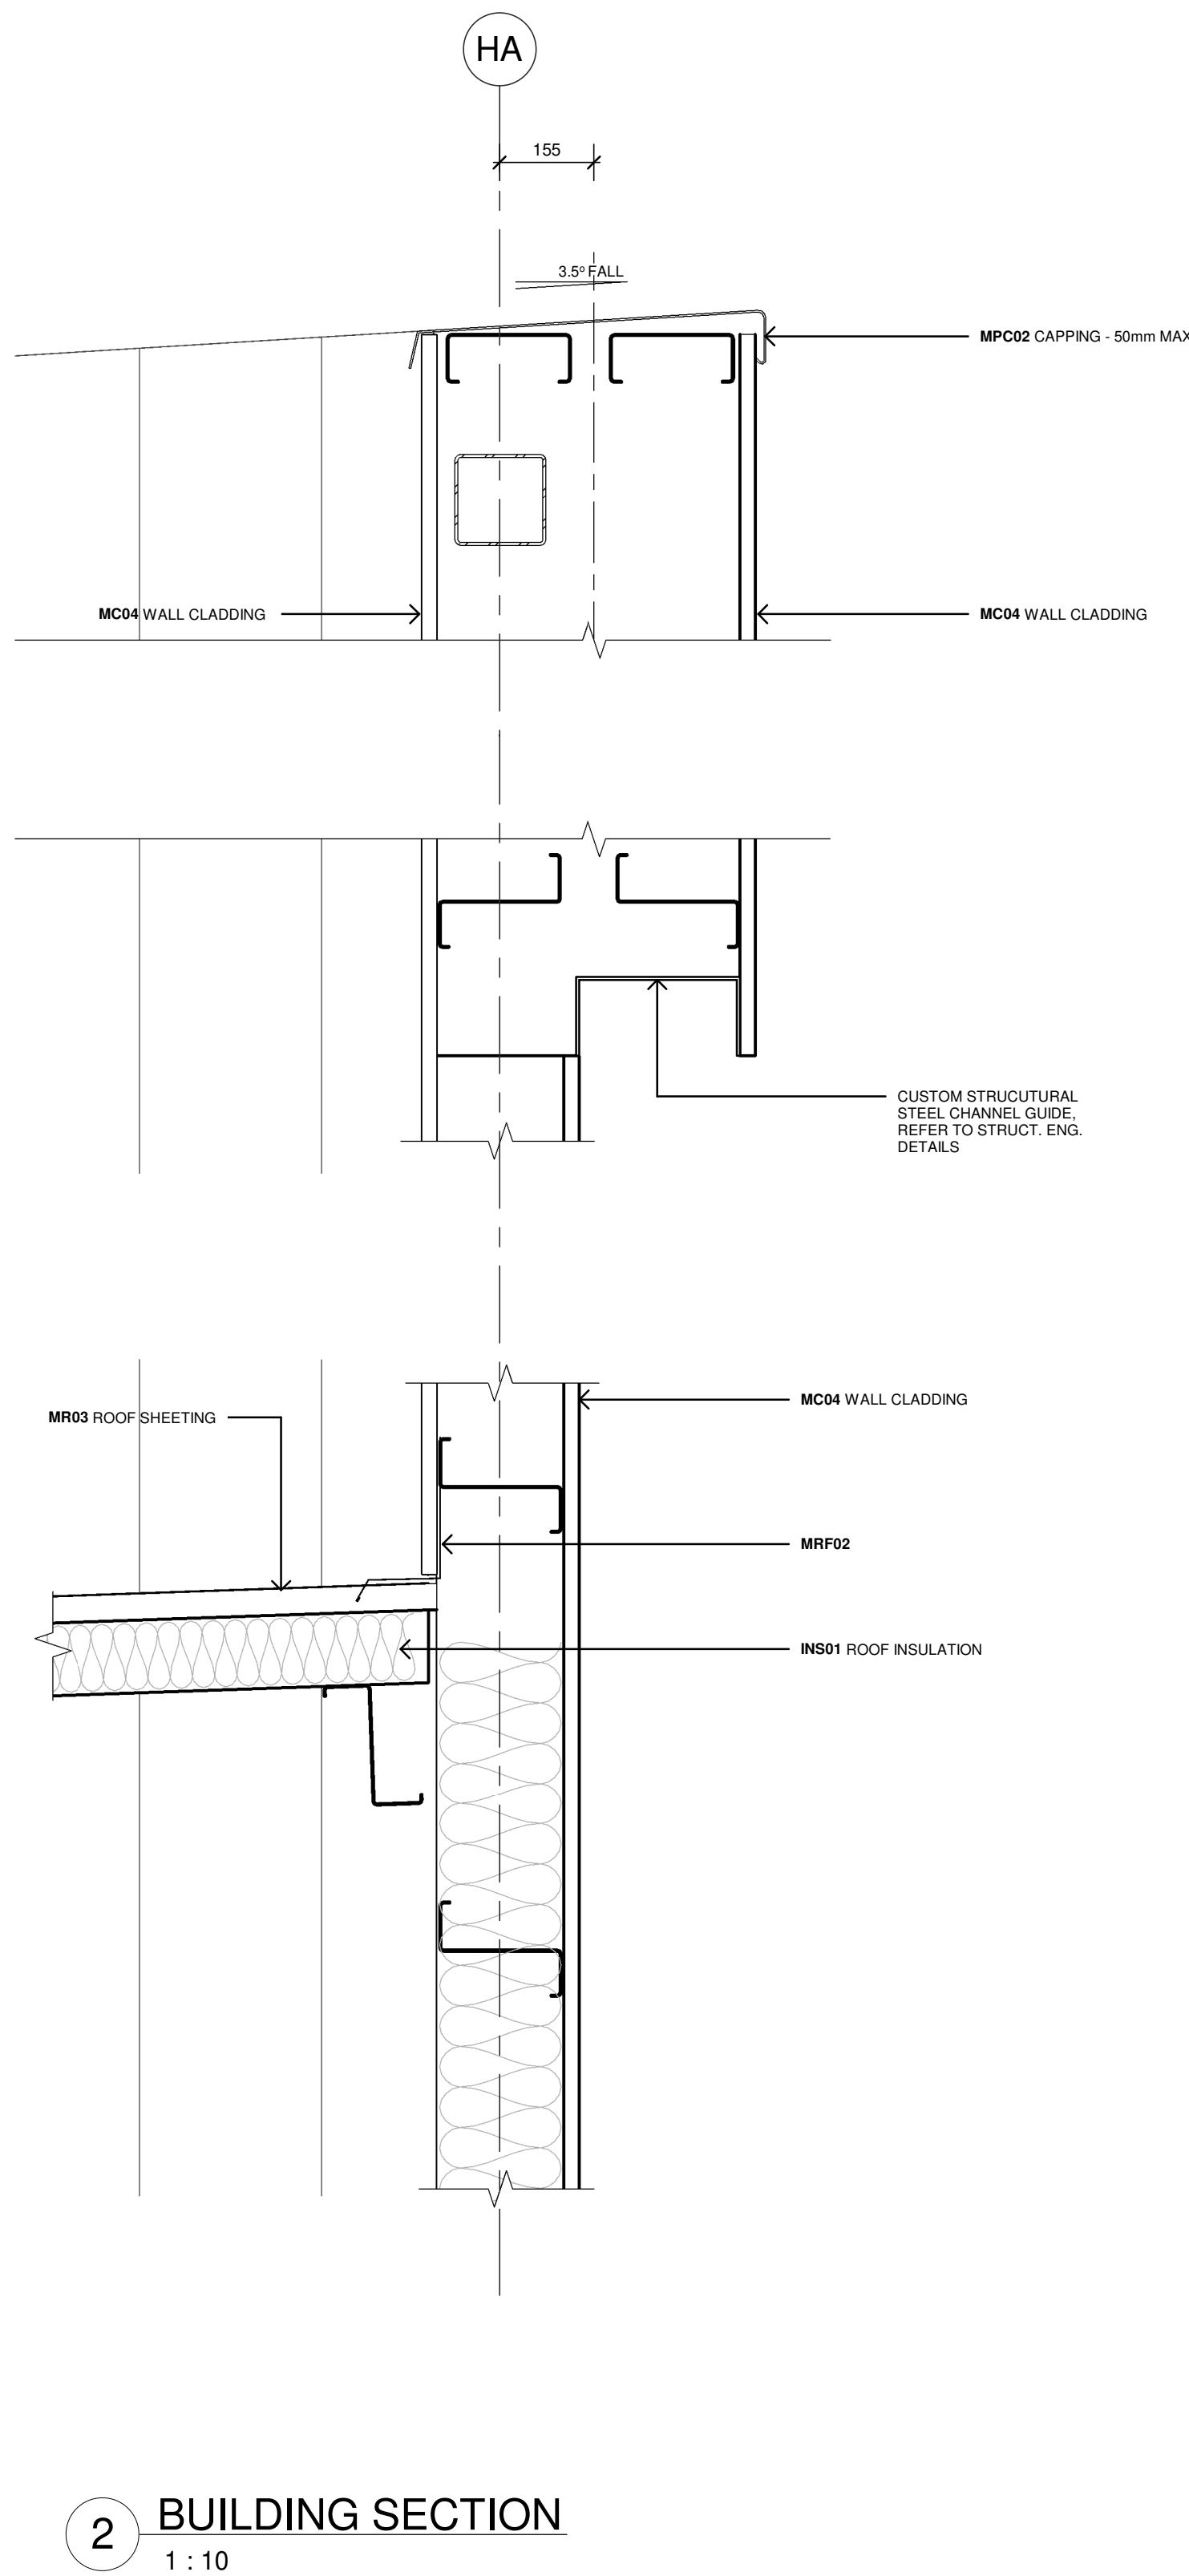 HA
155
3.5° FALL
MPC02 CAPPING - 50mm MAX
MC04 WALL CLADDING
MC04 WALL CLADDING
CUSTOM STRUCUTURAL
STEEL CHANNEL GUIDE,
REFER TO STRUCT. ENG.
DETAILS
MC04 WALL CLADDING
MR03 ROOF SHEETING
MRF02
INS01 ROOF INSULATION
2 BUILDING SECTION
1 : 10